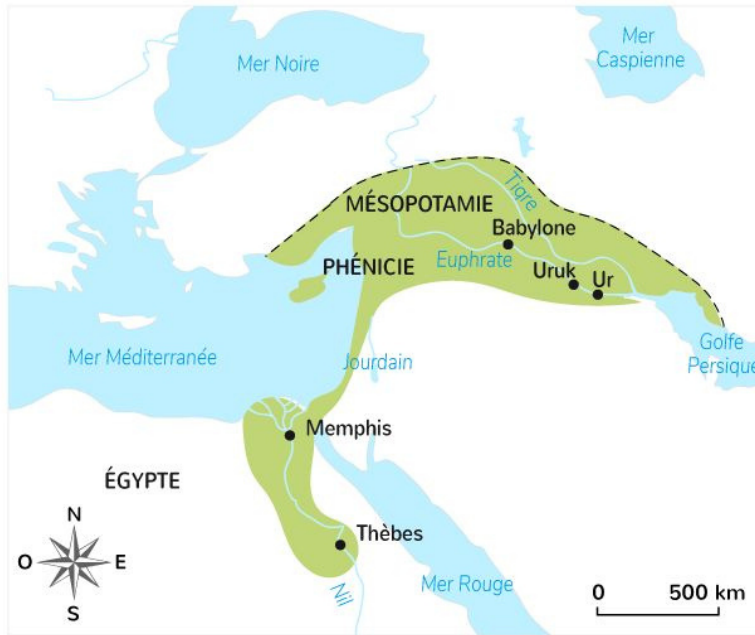 Mer Noire
Mer
Caspienne
MÉSOPOTAMIE
Tigre
Babylone
PHÉNICIE
Euphrate
Uruk
Ur
Mer Méditerranée
Jourdain
Golfe
Persique
Memphis
ÉGYPTE
N
O
E
S
Thèbes
Nil
Mer Rouge
0 500 km